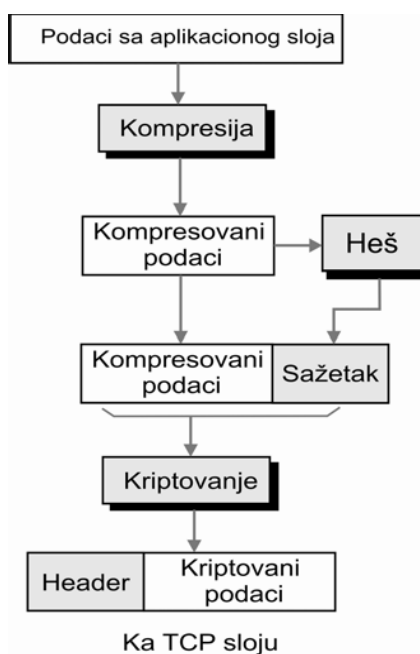 Podaci sa aplikacionog sloja
Kompresija
Kompresovani
podaci
Heš
Kompresovani
podaci
Sažetak
Kriptovanje
Header
Kriptovani
podaci
Ka TCP sloju